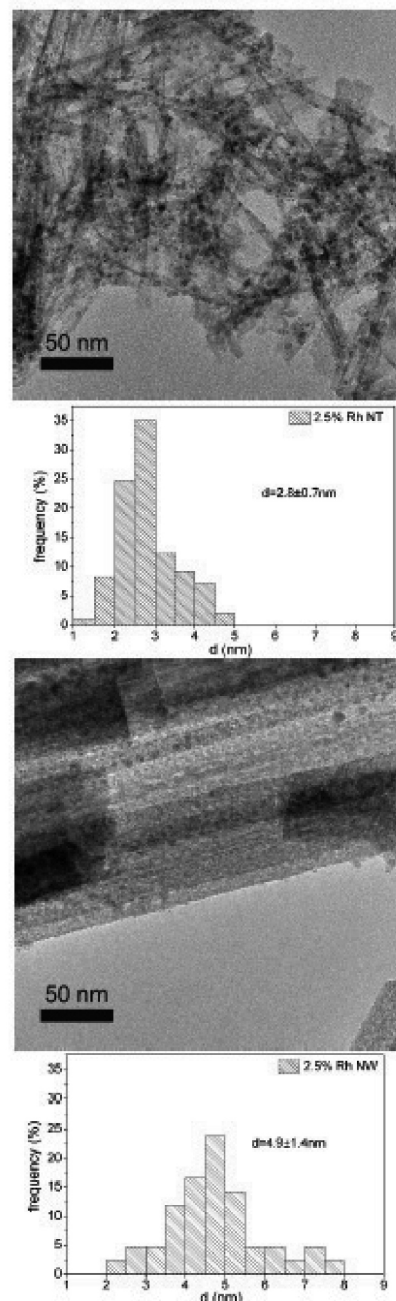 50 nm
35
30
25
20
15
10
5
0
frequency (%)
2.5% Rh NT
d=2.8±0.7nm
1 2 3 4 5 6 7 8 9
d (nm)
50 nm
35
30
25
20
15
10
5
0
frequency (%)
2.5% Rh NW
d=4.9±1.4nm
1 2 3 4 5 6 7 8 9
d (nm)